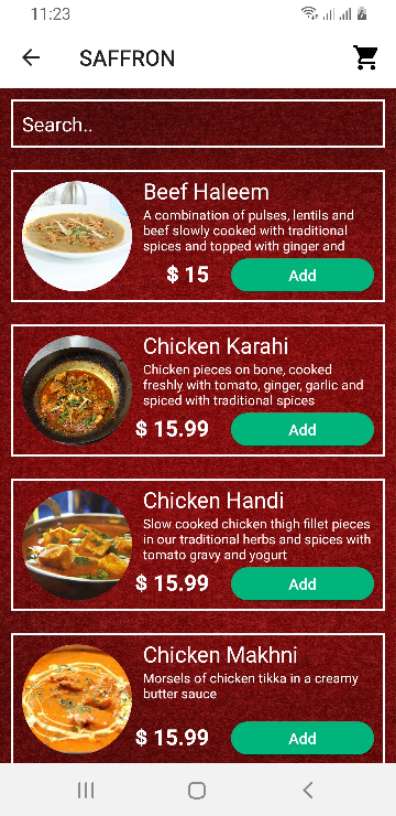 11:23
SAFFRON
Search..
Beef Haleem
A combination of pulses, lentils and
beef slowly cooked with traditional
spices and topped with ginger and
$ 15
Add
Chicken Karahi
Chicken pieces on bone, cooked
freshly with tomato, ginger, garlic and
spiced with traditional spices
$ 15.99
Add
Chicken Handi
Slow cooked chicken thigh fillet pieces
in our traditional herbs and spices with
tomato gravy and yogurt
$ 15.99
Add
Chicken Makhni
Morsels of chicken tikka in a creamy
butter sauce
$ 15.99
Add